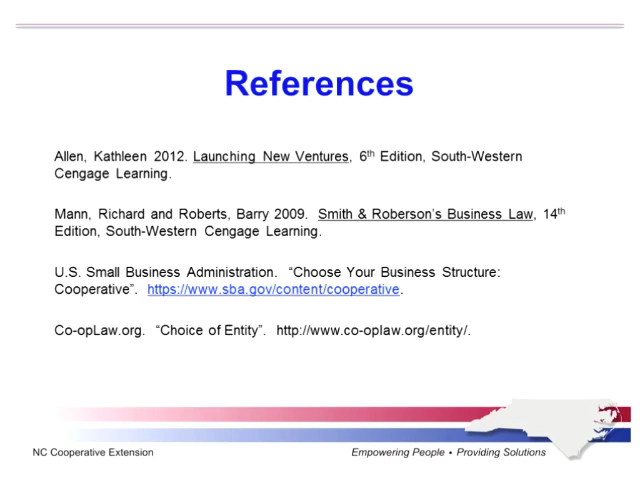 References
Allen, Kathleen 2012. Launching New Ventures, 6th Edition, South-Western
Cengage Learning.
Mann, Richard and Roberts, Barry 2009. Smith & Roberson's Business Law, 14th
Edition, South-Western Cengage Learning.
U.S. Small Business Administration. “Choose Your Business Structure:
Cooperative”. https://www.sba.gov/content/cooperative.
Co-opLaw.org. “Choice of Entity”. http://www.co-oplaw.org/entity/.
NC Cooperative Extension
Empowering People • Providing Solutions